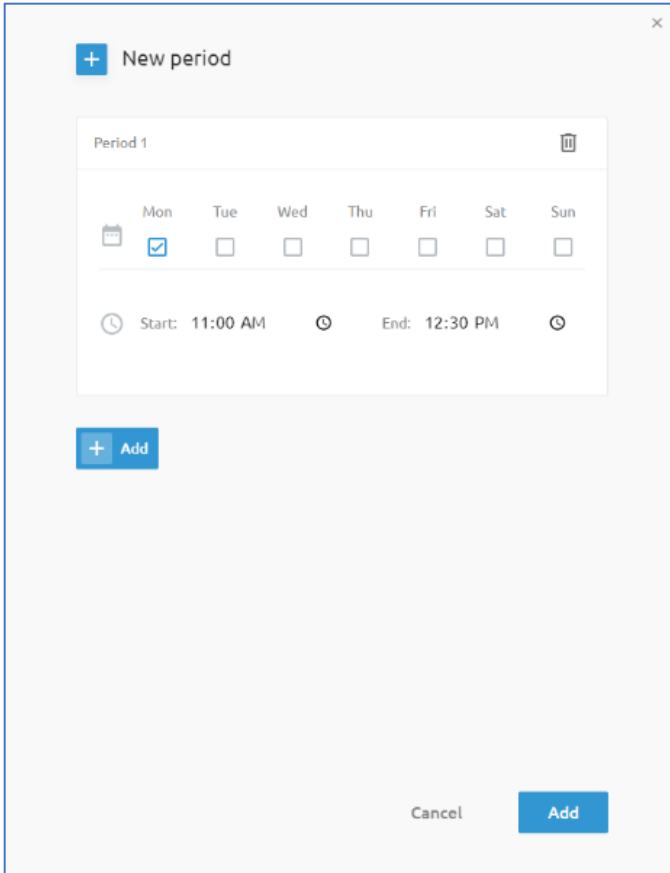 New period
Period 1
Mon Tue Wed Thu Fri Sat Sun
Start: 11:00 AM End: 12:30 PM
+ Add
Cancel Add